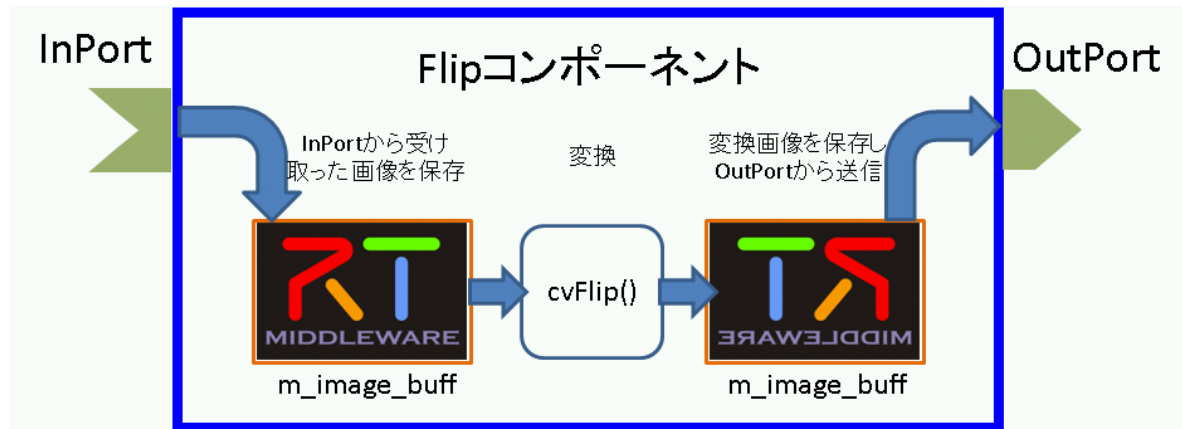 InPort
Flipコンポーネント
OutPort
InPortから受け
取った画像を保存
変換
変換画像を保存し
OutPortから送信
RT
MIDDLEWARE
cvFlip()
RT
MIDDLEWARE
m_image_buff
m_image_buff